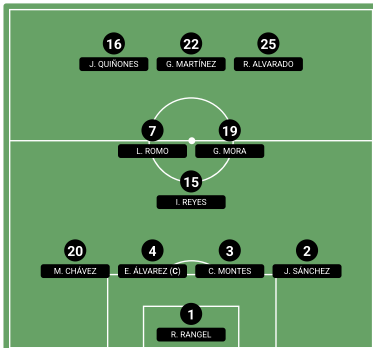 16 22 25
J. QUIÑONES G. MARTÍNEZ R. ALVARADO
7 19
L. ROMO G. MORA
15
I. REYES
20 4 3 2
M. CHÁVEZ E. ÁLVAREZ (C) C. MONTES J. SÁNCHEZ
1
R. RANGEL